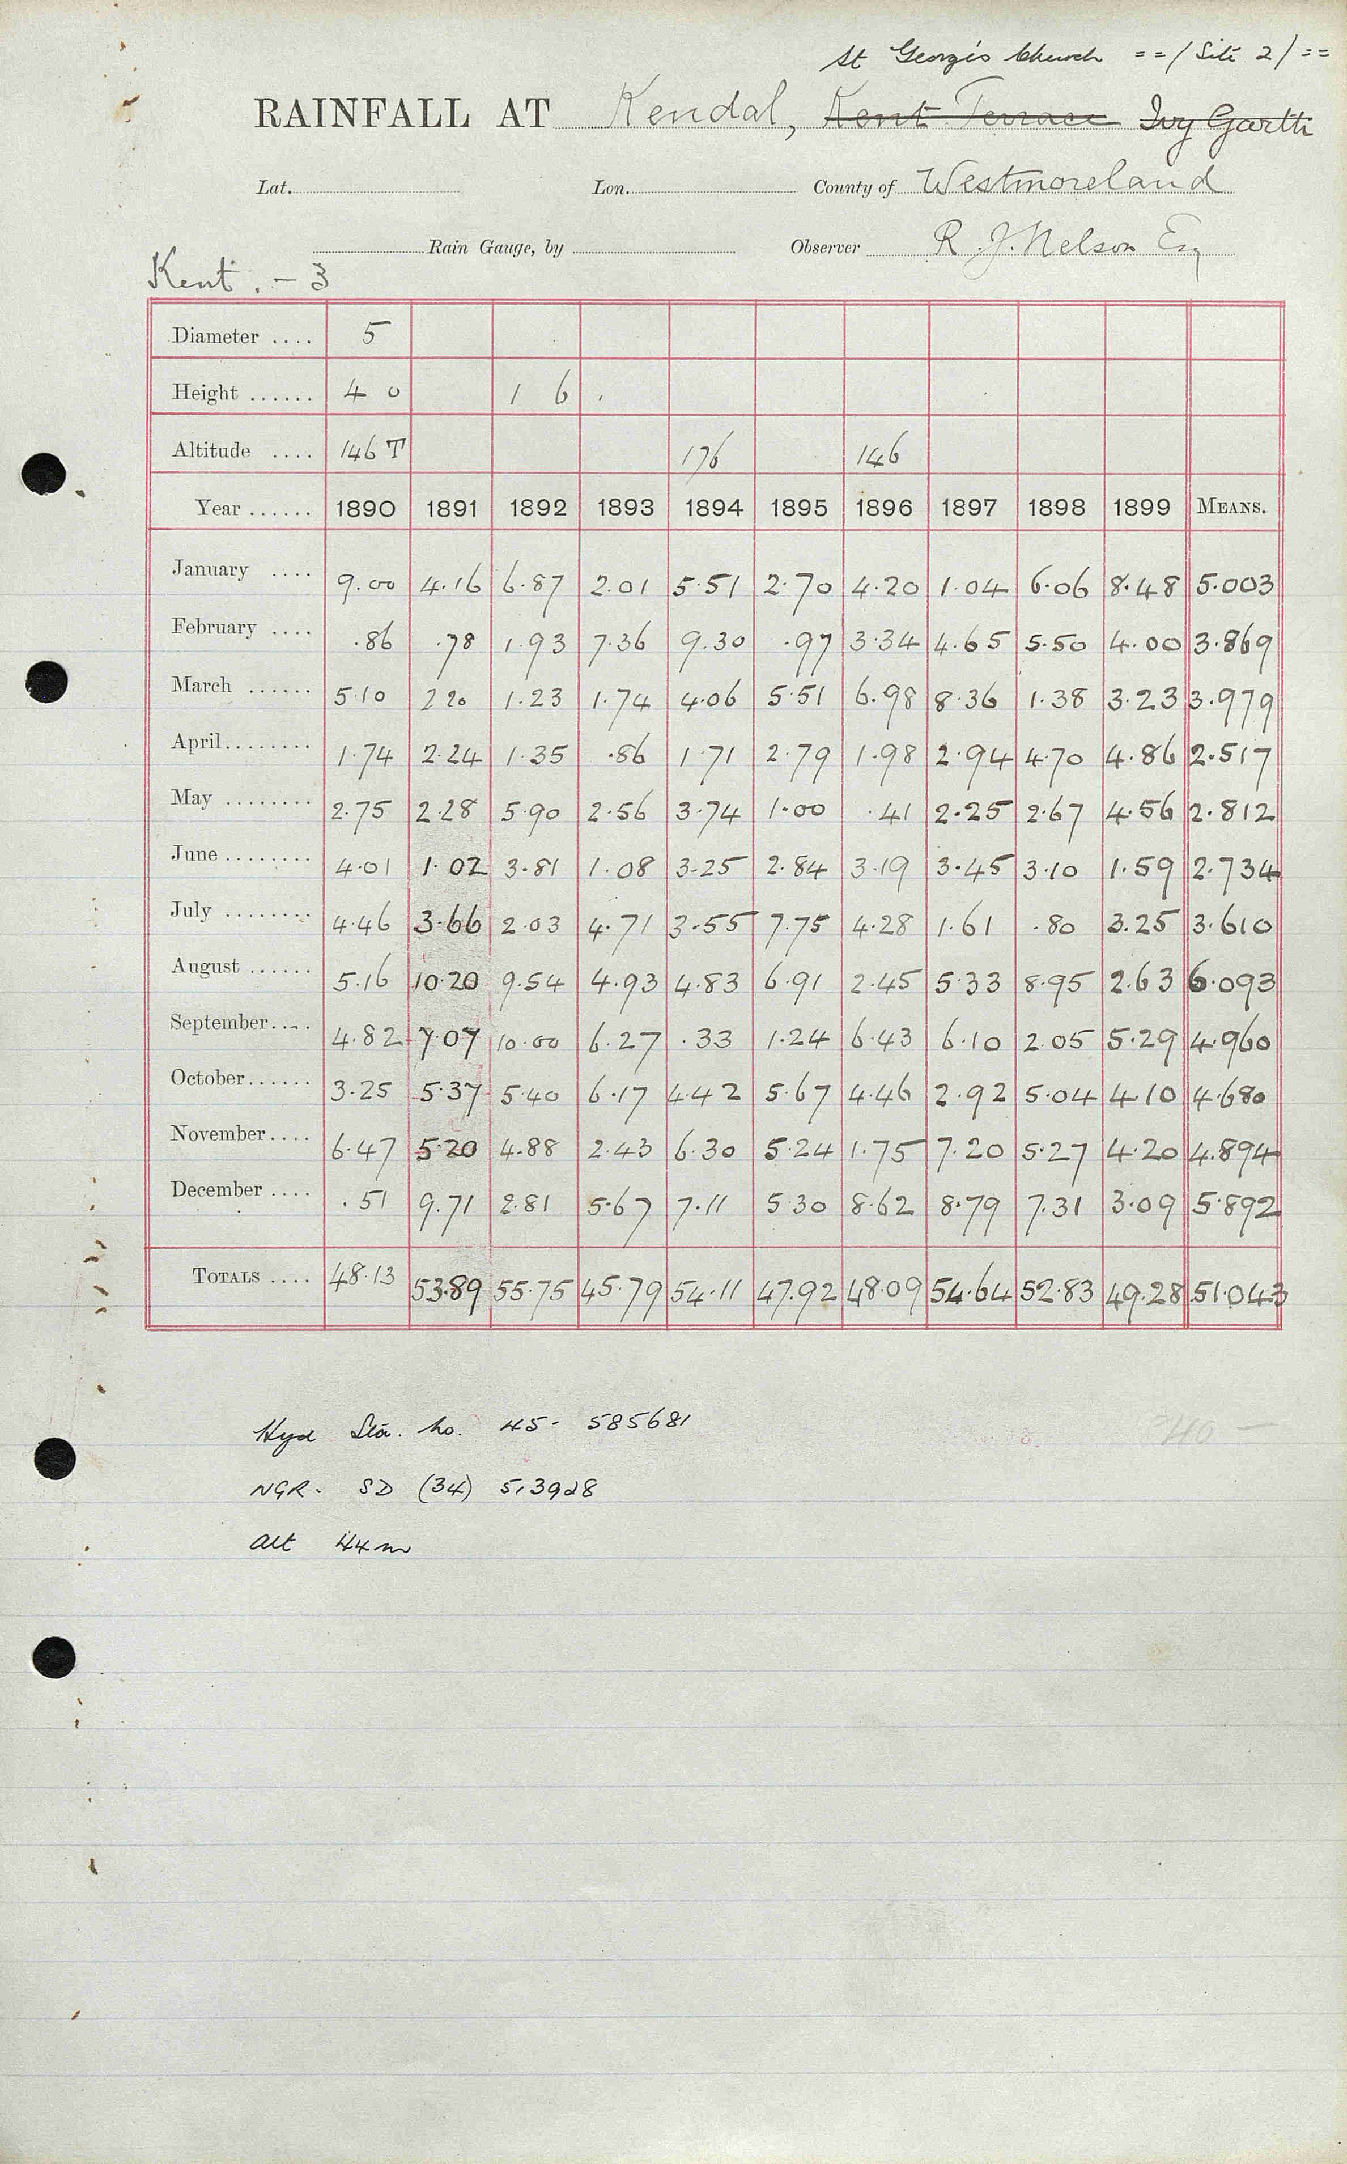 St George's Church == / Site 2 / ==
RAINFALL AT Kendal, Kent Terrace Ivy Garth
Lat. Lon. County of Westmoreland
Rain Gauge, by Observer R. J. Nelson Esq
Kent. - 3
Diameter .... 5
Height ...... 4 0 1 6
Altitude .... 146 T 176 146
Year ...... 1890 1891 1892 1893 1894 1895 1896 1897 1898 1899 MEANS.
January .... 9.00 4.16 6.87 2.01 5.51 2.70 4.20 1.04 6.06 8.48 5.003
February .... .86 .78 1.93 7.36 9.30 .97 3.34 4.65 5.50 4.00 3.869
March ...... 5.10 2.20 1.23 1.74 4.06 5.51 6.98 8.36 1.38 3.23 3.979
April........ 1.74 2.24 1.35 .86 1.71 2.79 1.98 2.94 4.70 4.86 2.517
May ........ 2.75 2.28 5.90 2.56 3.74 1.00 .41 2.25 2.67 4.56 2.812
June ........ 4.01 1.02 3.81 1.08 3.25 2.84 3.19 3.45 3.10 1.59 2.734
July ........ 4.46 3.66 2.03 4.71 3.55 7.75 4.28 1.61 .80 3.25 3.610
August ...... 5.16 10.20 9.54 4.93 4.83 6.91 2.45 5.33 8.95 2.63 6.093
September.... 4.82 7.07 10.00 6.27 .33 1.24 6.43 6.10 2.05 5.29 4.960
October...... 3.25 5.37 5.40 6.17 4.42 5.67 4.46 2.92 5.04 4.10 4.680
November.... 6.47 5.20 4.88 2.43 6.30 5.24 1.75 7.20 5.27 4.20 4.894
December .... .51 9.71 2.81 5.67 7.11 5.30 8.62 8.79 7.31 3.09 5.892
TOTALS .... 48.13 53.89 55.75 45.79 54.11 47.92 48.09 54.64 52.83 49.28 51.043
Hyd Sta. No. 45- 585681
NGR. SD (34) 513928
Alt 44m